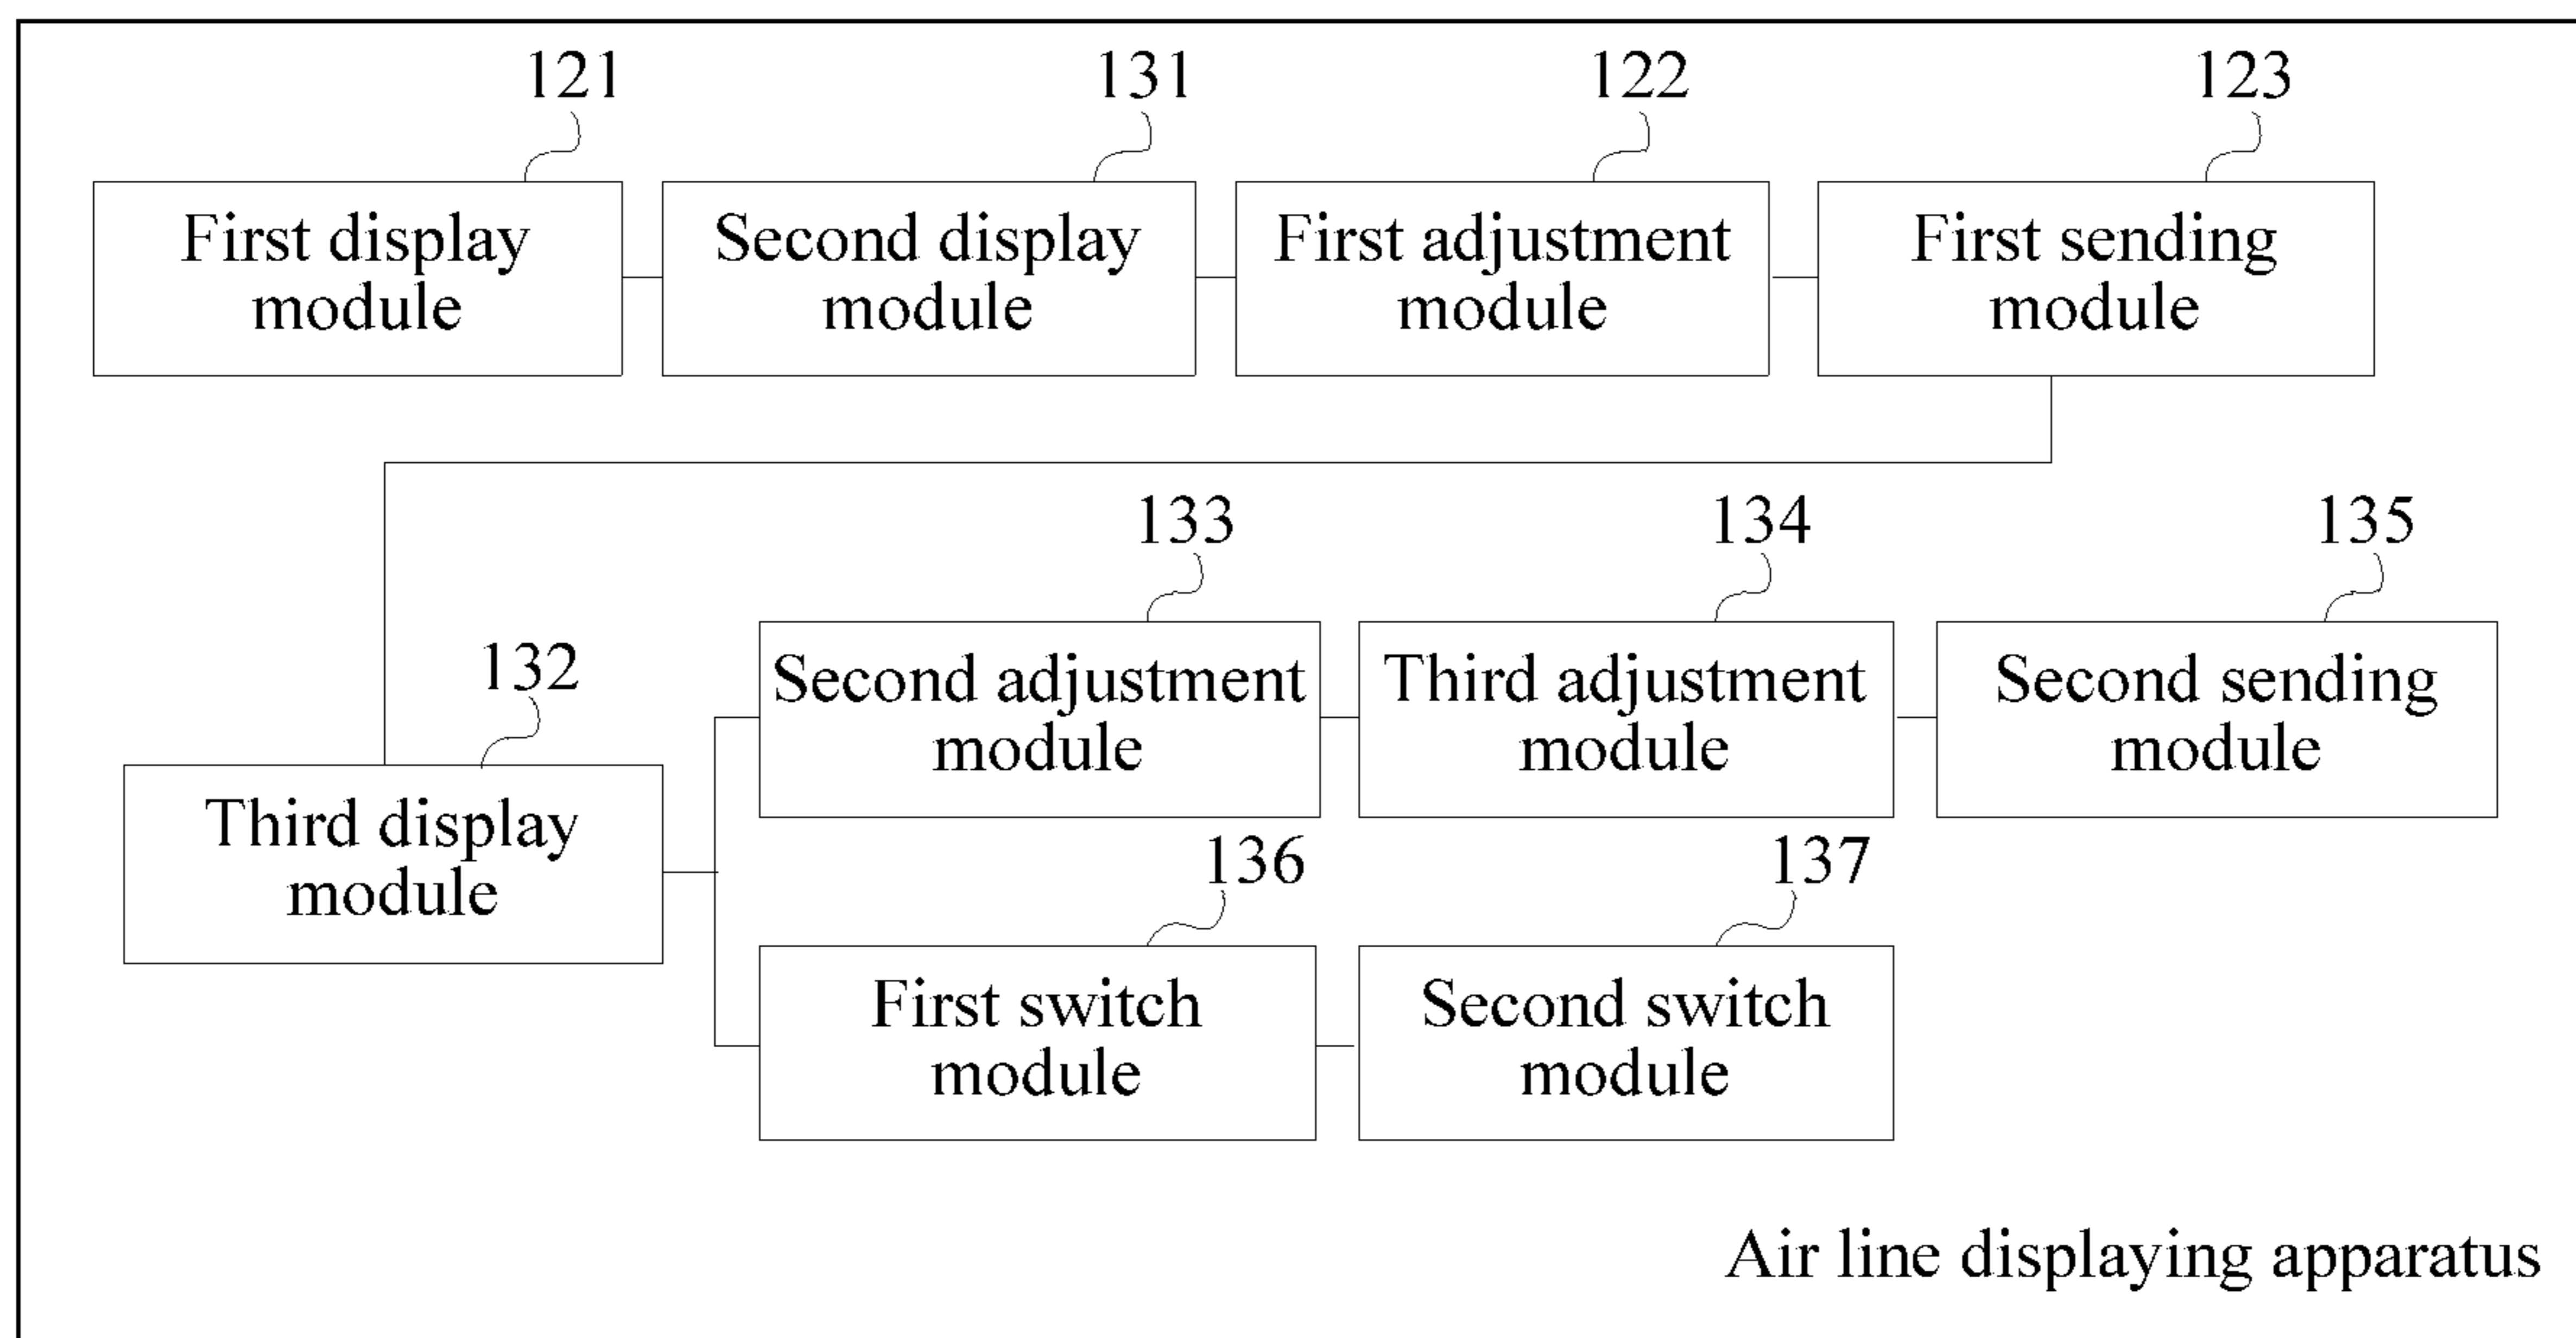 121
131
122
123
First display
module
Second display
module
First adjustment
module
First sending
module
133
134
135
132
Second adjustment
module
Third adjustment
module
Second sending
module
Third display
module
136
137
First switch
module
Second switch
module
Air line displaying apparatus